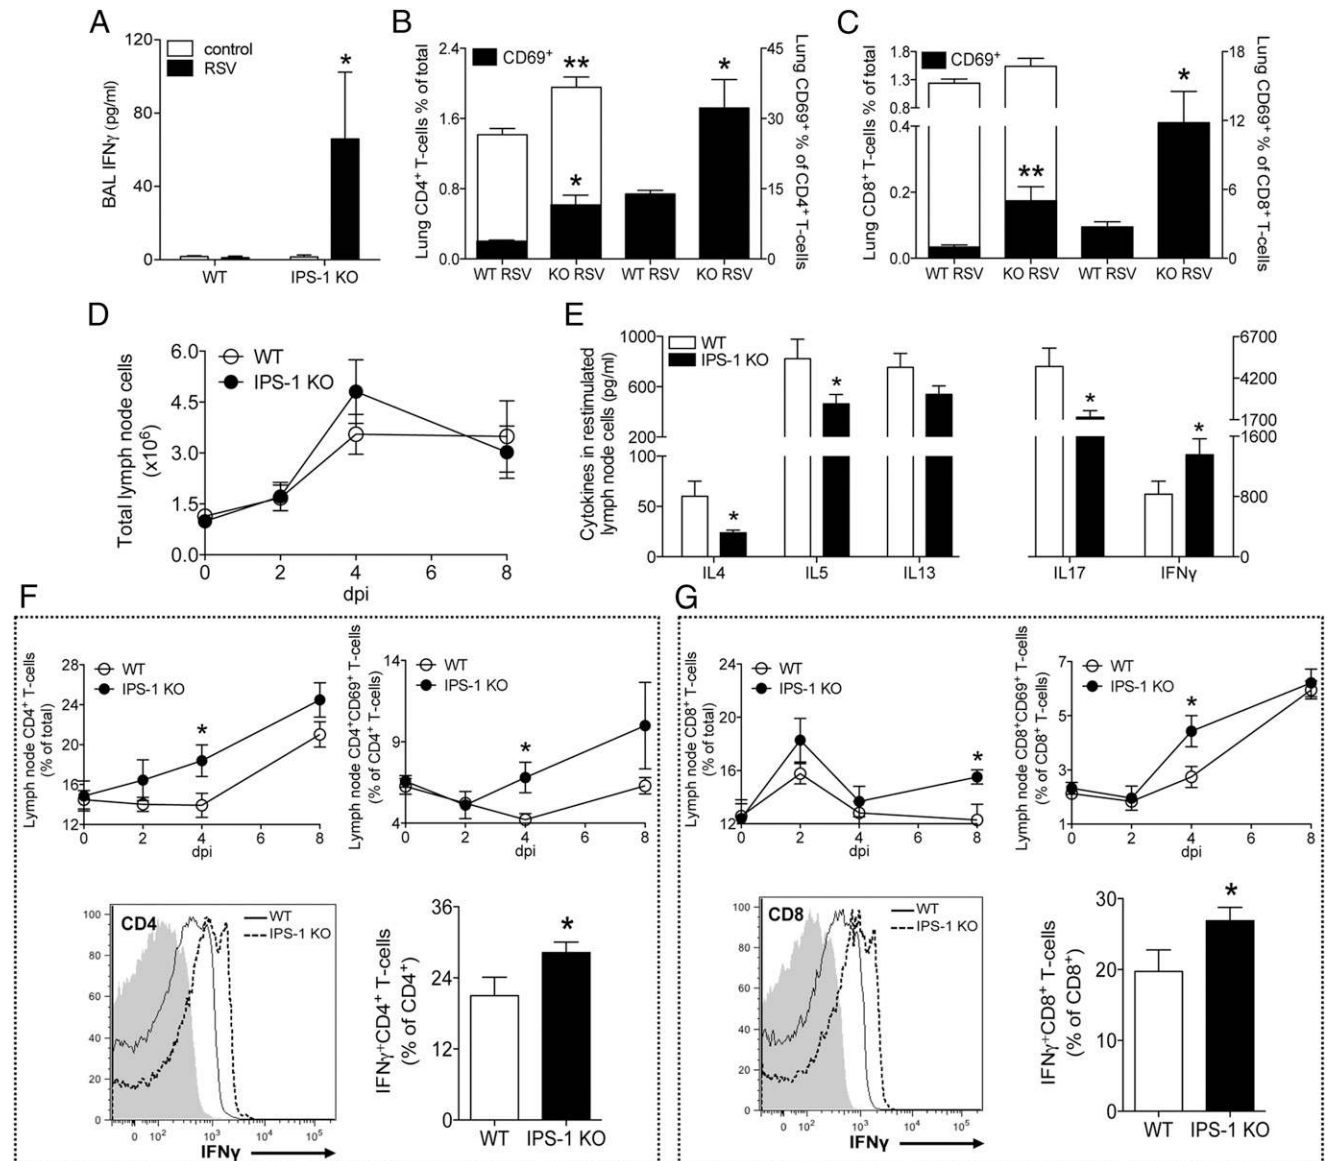 A
120
80
40
0
BAL IFNγ (pg/ml)
control
RSV
*
WT
IPS-1 KO
B
2.4
1.6
0.8
0.0
Lung CD4+ T-cells % of total
CD69+
**
*
*
45
30
15
0
Lung CD69+ % of CD4+ T-cells
WT RSV
KO RSV
WT RSV
KO RSV
C
1.8
1.3
0.8
0.4
0.2
0.0
Lung CD8+ T-cells % of total
CD69+
**
*
18
12
6
0
Lung CD69+ % of CD8+ T-cells
WT RSV
KO RSV
WT RSV
KO RSV
D
6.0
4.5
3.0
1.5
0.0
Total lymph node cells
(x10⁶)
WT
IPS-1 KO
0
2
4
6
8
dpi
E
1000
600
200
100
50
0
Cytokines in restimulated
lymph node cells (pg/ml)
WT
IPS-1 KO
*
*
*
*
6700
4200
1700
1600
800
0
IL4
IL5
IL13
IL17
IFNγ
F
28
24
20
16
12
Lymph node CD4+ T-cells
(% of total)
WT
IPS-1 KO
*
0
2
4
6
8
dpi
14
9
4
Lymph node CD4+CD69+ T-cells
(% of CD4+ T-cells)
WT
IPS-1 KO
*
0
2
4
6
8
dpi
100
80
60
40
20
0
CD4
WT
IPS-1 KO
0
10²
10³
10⁴
10⁵
IFNγ
36
24
12
0
IFNγ+CD4+ T-cells
(% of CD4+)
*
WT
IPS-1 KO
G
24
20
16
12
Lymph node CD8+ T-cells
(% of total)
WT
IPS-1 KO
*
0
2
4
6
8
dpi
7
5
3
1
Lymph node CD8+CD69+ T-cells
(% of CD8+ T-cells)
WT
IPS-1 KO
*
0
2
4
6
8
dpi
100
80
60
40
20
0
CD8
WT
IPS-1 KO
0
10²
10³
10⁴
10⁵
IFNγ
30
20
10
0
IFNγ+CD8+ T-cells
(% of CD8+)
*
WT
IPS-1 KO